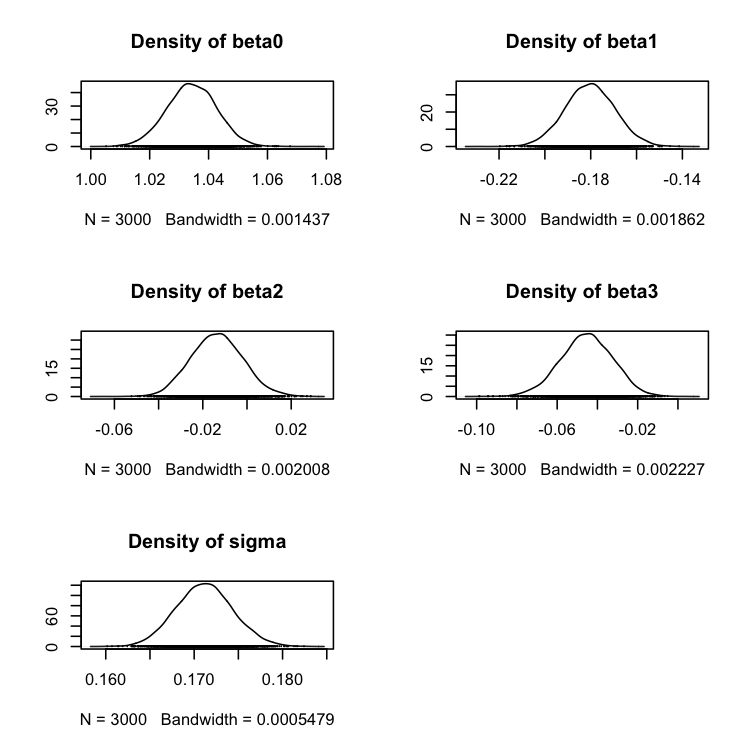 Density of beta0
30
0
1.00 1.02 1.04 1.06 1.08
N = 3000 Bandwidth = 0.001437
Density of beta1
20
0
-0.22 -0.18 -0.14
N = 3000 Bandwidth = 0.001862
Density of beta2
15
0
-0.06 -0.02 0.02
N = 3000 Bandwidth = 0.002008
Density of beta3
15
0
-0.10 -0.06 -0.02
N = 3000 Bandwidth = 0.002227
Density of sigma
60
0
0.160 0.170 0.180
N = 3000 Bandwidth = 0.0005479